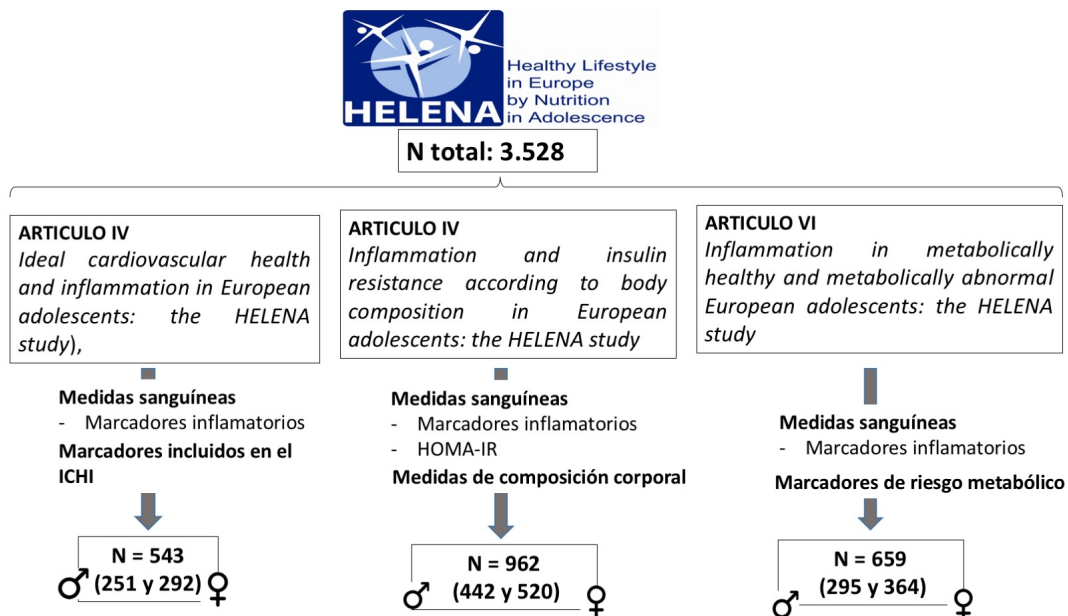 HELENA
Healthy Lifestyle
in Europe
by Nutrition
in Adolescence
N total: 3.528
ARTICULO IV
Ideal cardiovascular health
and inflammation in European
adolescents: the HELENA
study),
Medidas sanguíneas
- Marcadores inflamatorios
Marcadores incluidos en el
ICHI
N = 543
(251 y 292)
ARTICULO IV
Inflammation and insulin
resistance according to body
composition in European
adolescents: the HELENA study
Medidas sanguíneas
- Marcadores inflamatorios
- HOMA-IR
Medidas de composición corporal
N = 962
(442 y 520)
ARTICULO VI
Inflammation in metabolically
healthy and metabolically abnormal
European adolescents: the HELENA
study
Medidas sanguíneas
- Marcadores inflamatorios
Marcadores de riesgo metabólico
N = 659
(295 y 364)